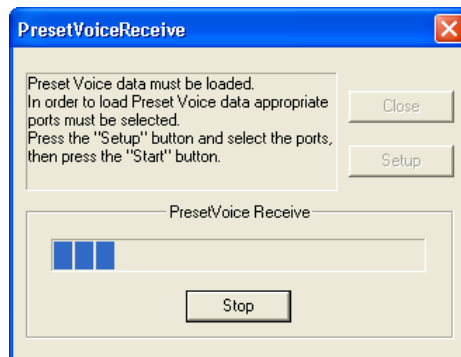 PresetVoiceReceive
Preset Voice data must be loaded.
In order to load Preset Voice data appropriate
ports must be selected.
Press the "Setup" button and select the ports,
then press the "Start" button.
Close
Setup
PresetVoice Receive
Stop